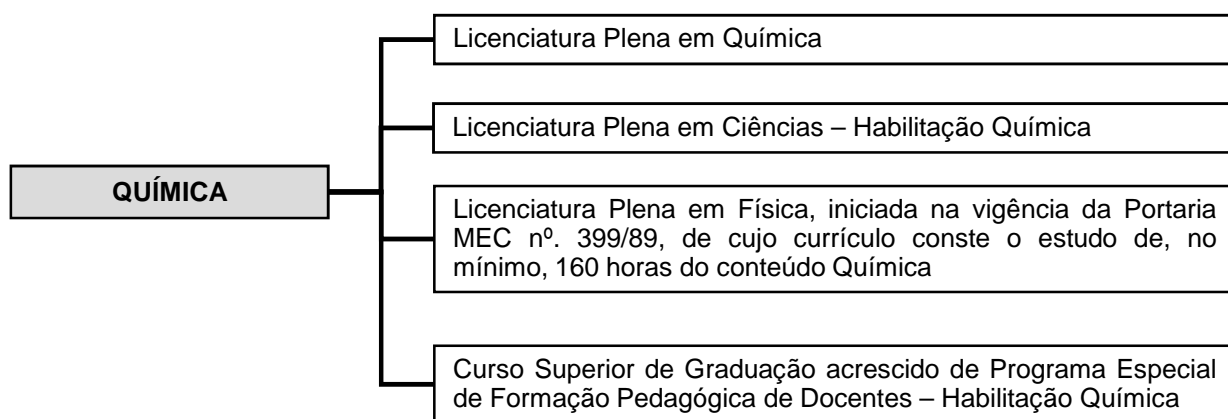 Licenciatura Plena em Química
Licenciatura Plena em Ciências – Habilitação Química
QUÍMICA
Licenciatura Plena em Física, iniciada na vigência da Portaria
MEC nº. 399/89, de cujo currículo conste o estudo de, no
mínimo, 160 horas do conteúdo Química
Curso Superior de Graduação acrescido de Programa Especial
de Formação Pedagógica de Docentes – Habilitação Química